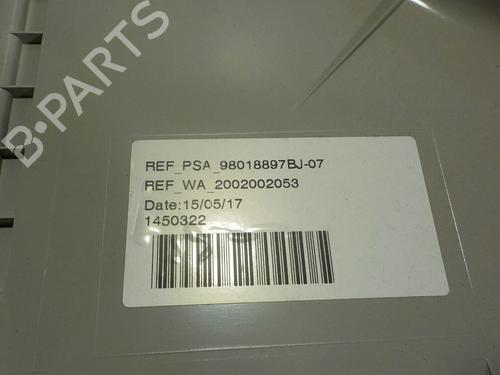 REF_PSA_98018897BJ-07
REF_WA_2002002053
Date:15/05/17
1450322
B-PARTS